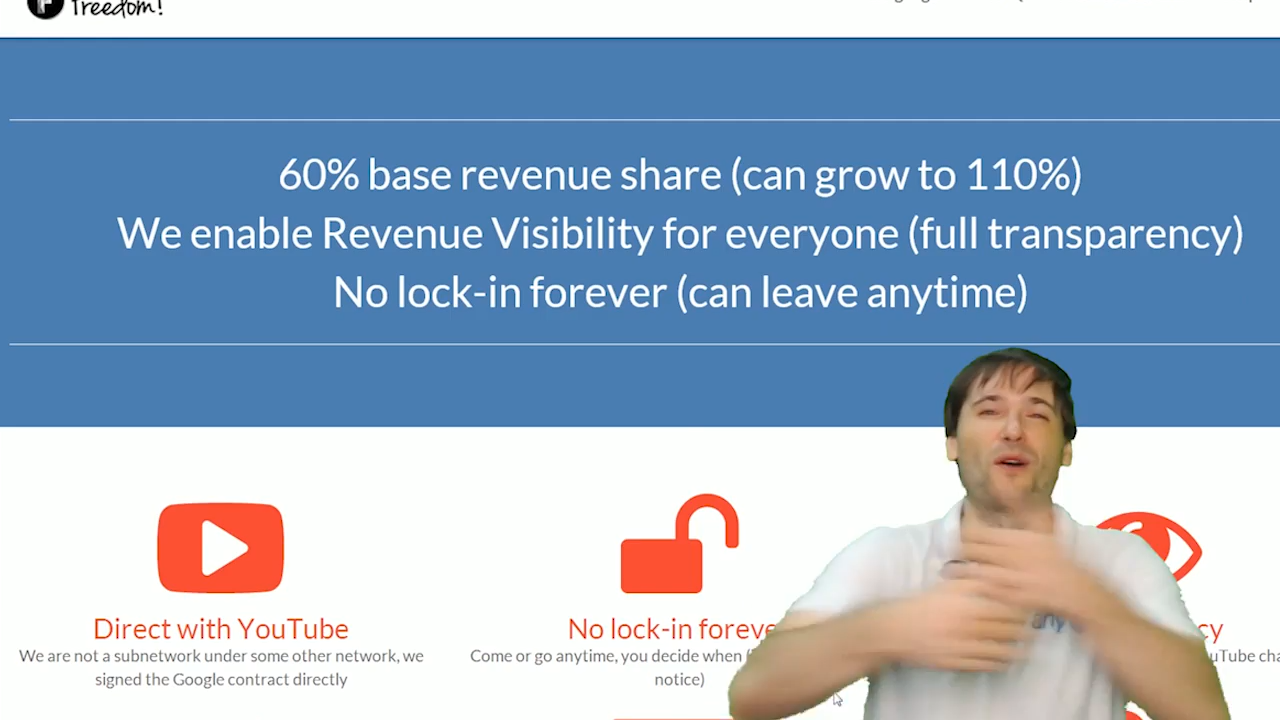 Freedom!
60% base revenue share (can grow to 110%)
We enable Revenue Visibility for everyone (full transparency)
No lock-in forever (can leave anytime)
Direct with YouTube
We are not a subnetwork under some other network, we
signed the Google contract directly
No lock-in foreve
Come or go anytime, you decide when (
notice)
any
cy
uTube cha